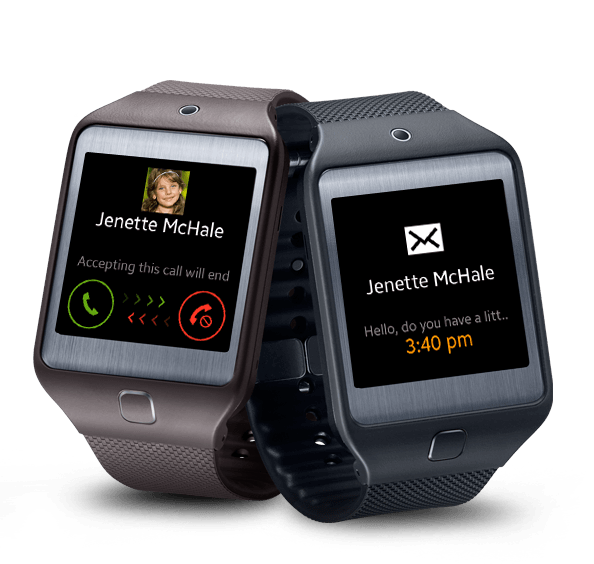 Jenette McHale
Accepting this call will end
Jenette McHale
Hello, do you have a litt..
3:40 pm